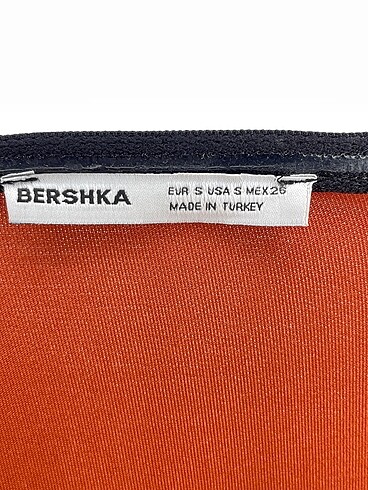 BERSHKA
EUR S USA S MEX 26
MADE IN TURKEY